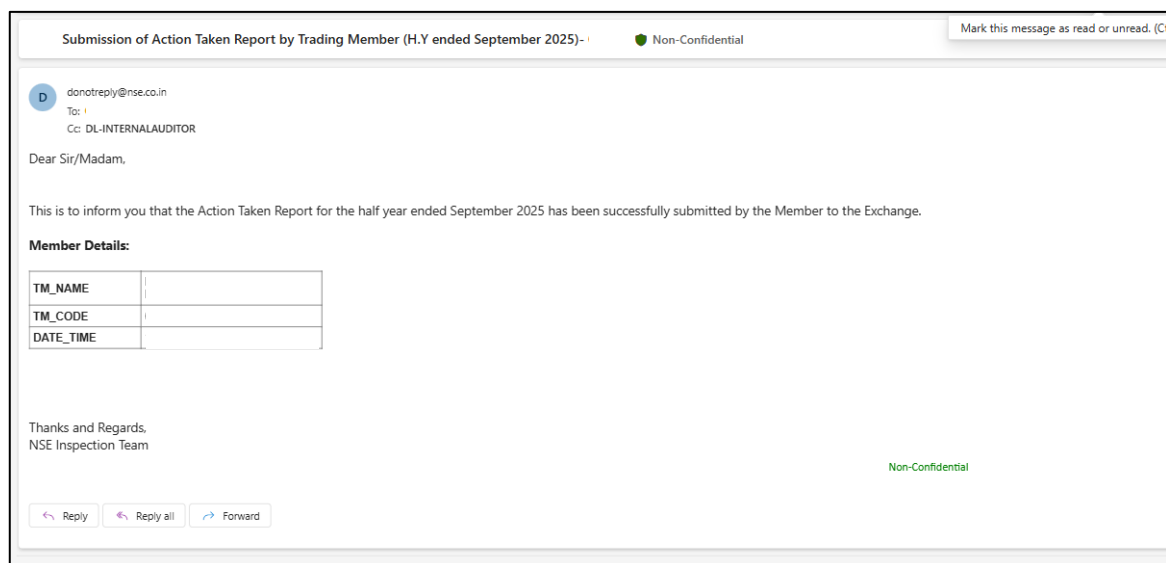 Submission of Action Taken Report by Trading Member (H.Y ended September 2025)-
Non-Confidential
Mark this message as read or unread. (Ct
D
donotreply@nse.co.in
To:
Cc: DL-INTERNALAUDITOR
Dear Sir/Madam,
This is to inform you that the Action Taken Report for the half year ended September 2025 has been successfully submitted by the Member to the Exchange.
Member Details:
TM_NAME
TM_CODE
DATE_TIME
Thanks and Regards,
NSE Inspection Team
Non-Confidential
Reply
Reply all
Forward